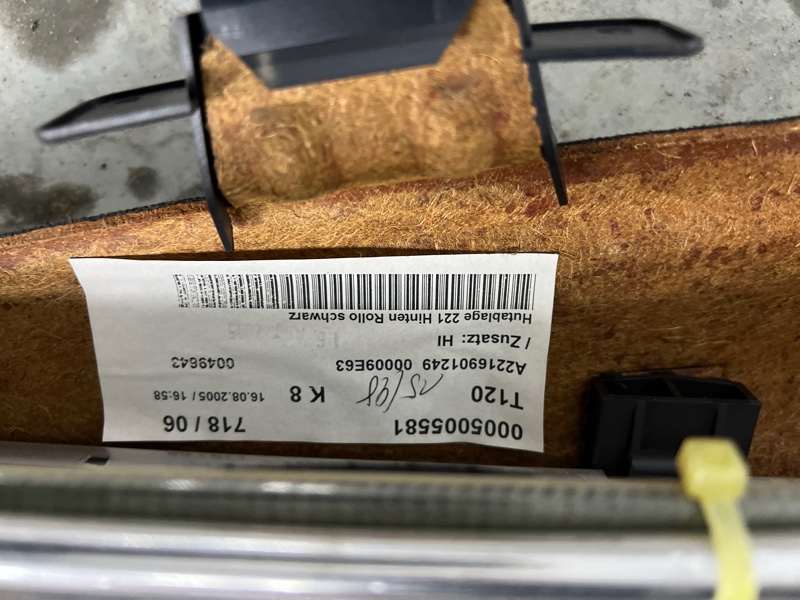 0005005581 718 / 06
T120 K 8 16.08.2005 / 16:58
A2216901249 00009E63 0049643
/ Zusatz: HI
Hutablage 221 Hinten Rollo schwarz